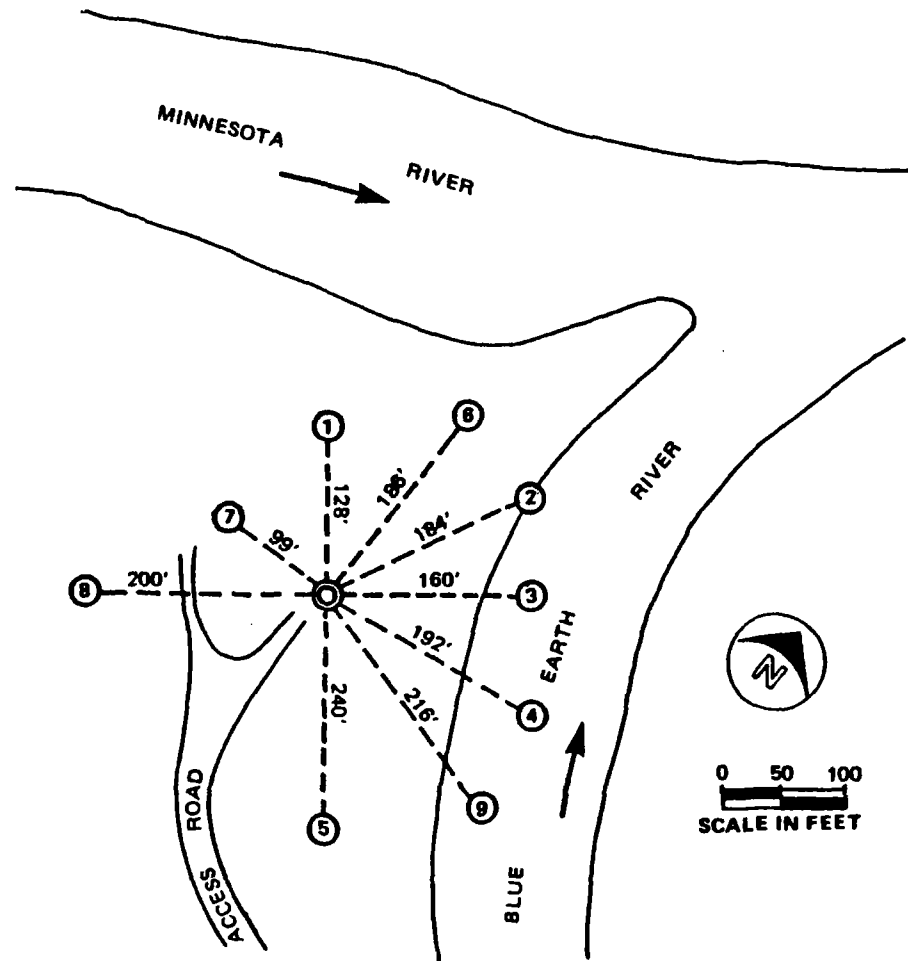 MINNESOTA
RIVER
1
6
128'
186'
2
7
99'
184'
RIVER
8
200'
160'
3
192'
EARTH
N
240'
216'
4
0 50 100
SCALE IN FEET
ROAD
5
9
ACCESS
BLUE